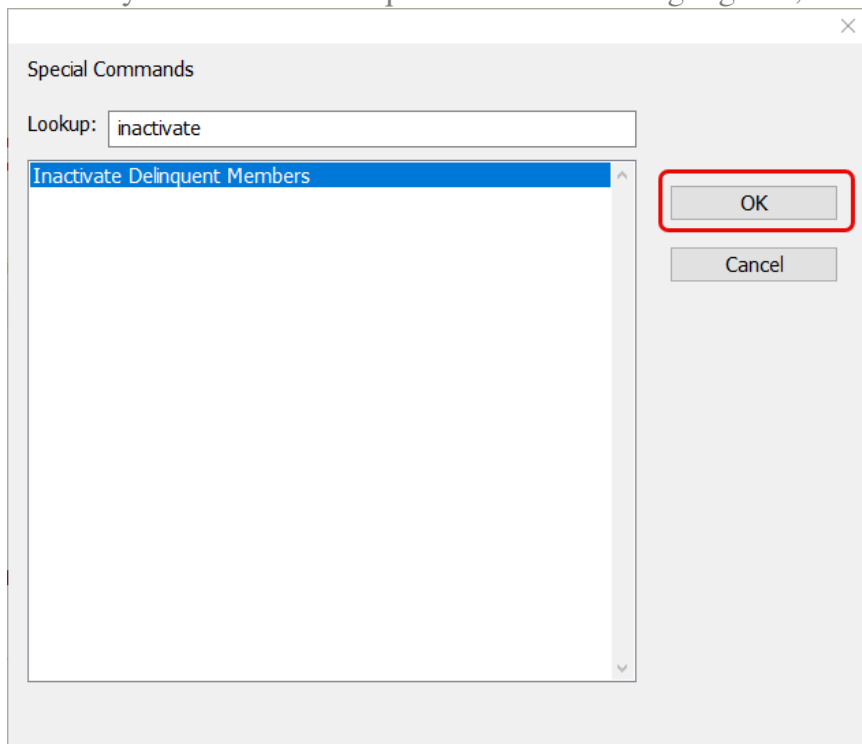 Special Commands
Lookup: inactivate
Inactivate Delinquent Members
OK
Cancel